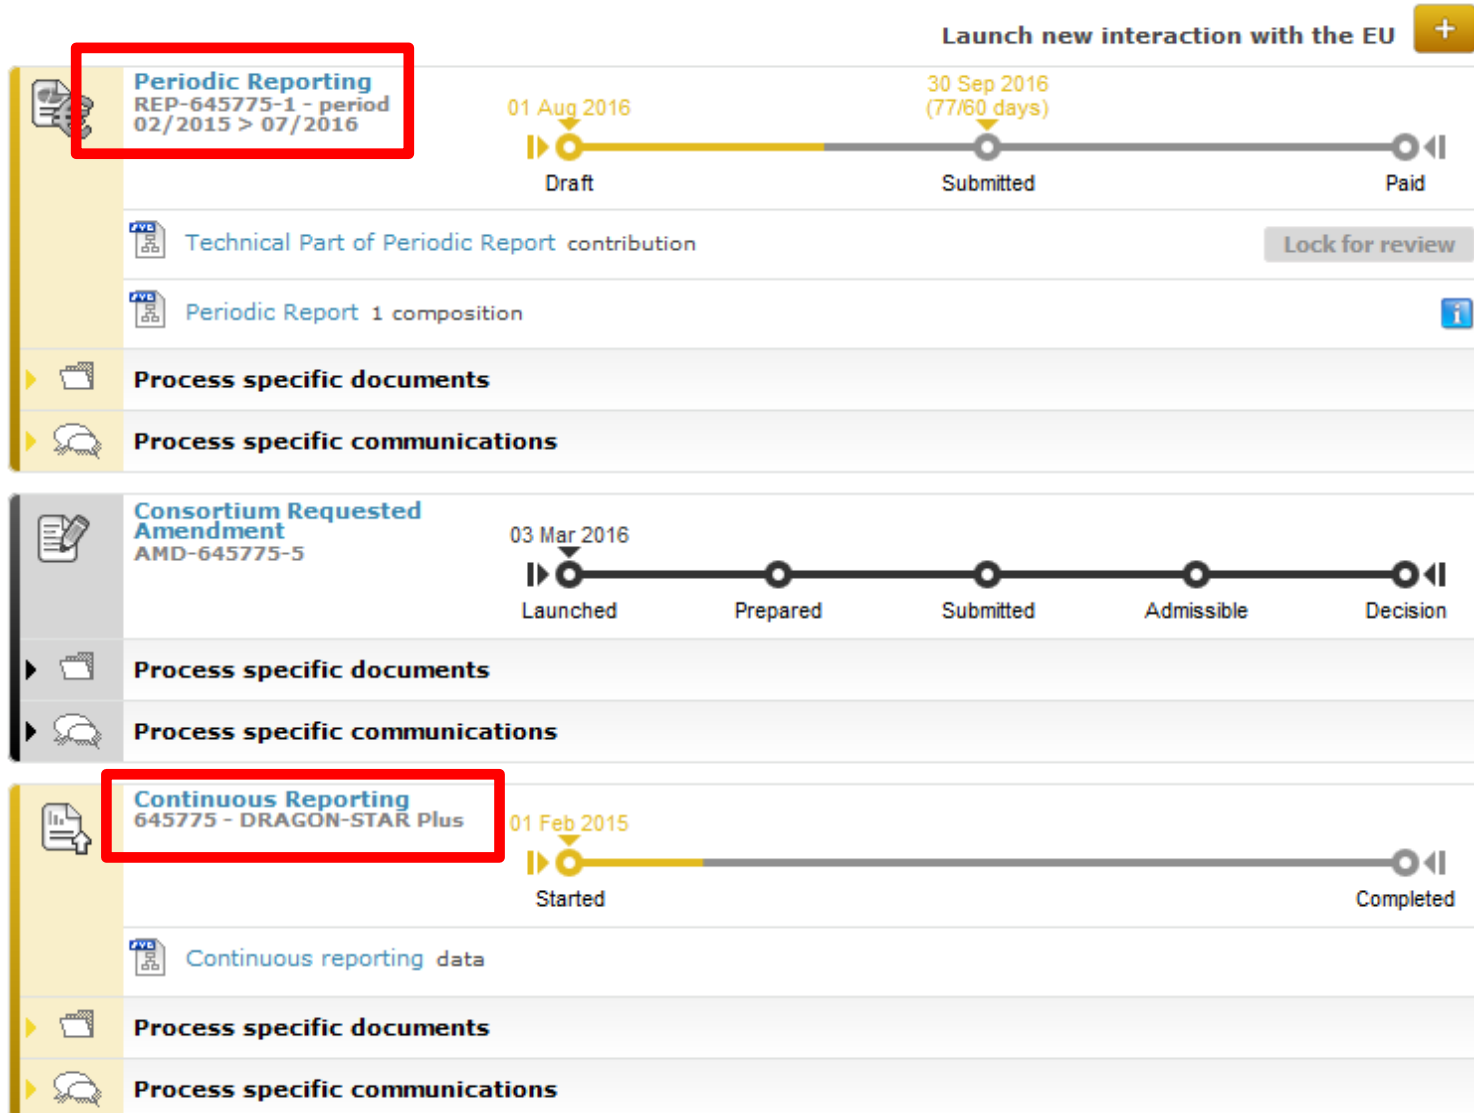 Launch new interaction with the EU
Periodic Reporting
REP-645775-1 - period
02/2015 > 07/2016
01 Aug 2016
30 Sep 2016
(77/60 days)
Draft
Submitted
Paid
Technical Part of Periodic Report contribution
Lock for review
Periodic Report 1 composition
Process specific documents
Process specific communications
Consortium Requested
Amendment
AMD-645775-5
03 Mar 2016
Launched
Prepared
Submitted
Admissible
Decision
Process specific documents
Process specific communications
Continuous Reporting
645775 - DRAGON-STAR Plus
01 Feb 2015
Started
Completed
Continuous reporting data
Process specific documents
Process specific communications